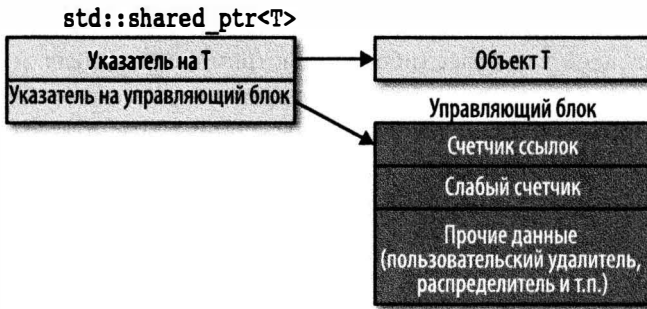 std::shared_ptr<T>
Указатель на T
Объект T
Указатель на управляющий блок
Управляющий блок
Счетчик ссылок
Слабый счетчик
Прочие данные
(пользовательский удалитель,
распределитель и т.п.)